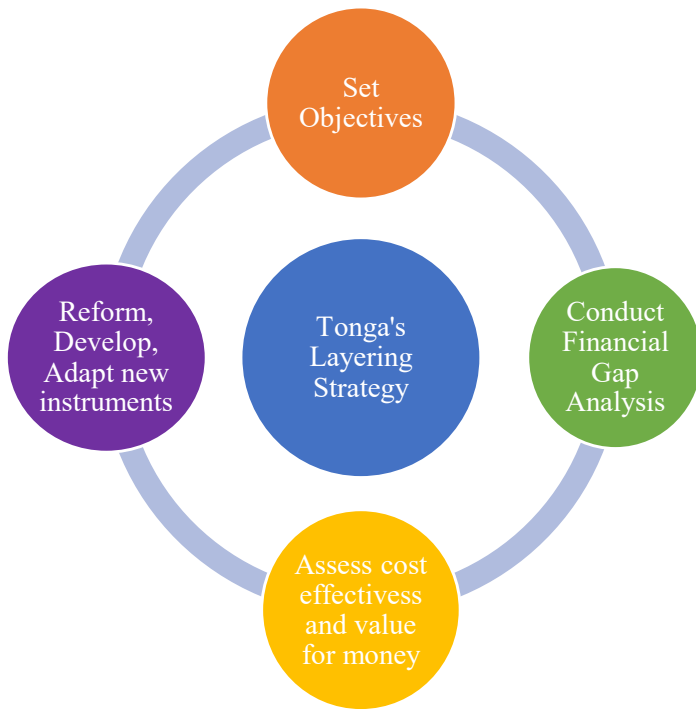 Set
Objectives
Reform,
Develop,
Adapt new
instruments
Tonga's
Layering
Strategy
Conduct
Financial
Gap
Analysis
Assess cost
effectivess
and value
for money